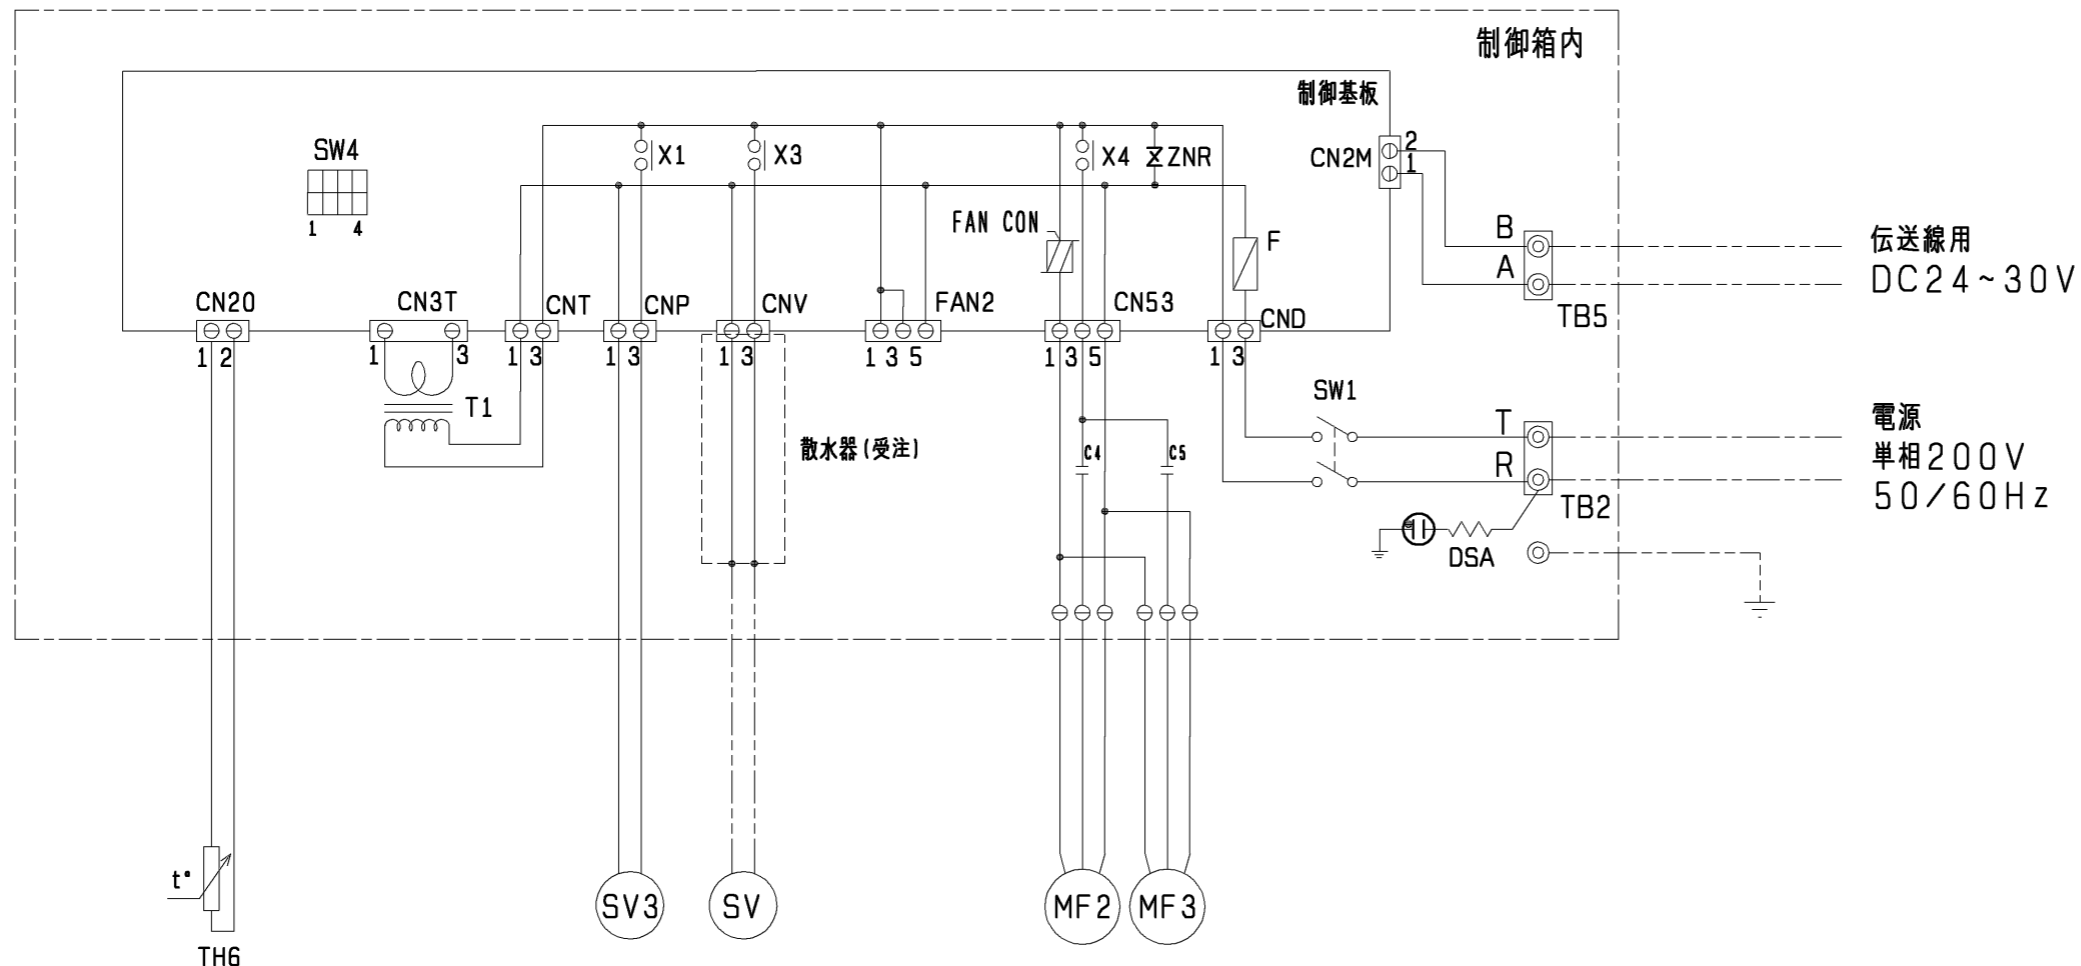 制御箱内
制御基板
SW4
1 4
X1
X3
X4
ZNR
CN2M
2
1
FAN CON
F
B
A
TB5
伝送線用
DC24~30V
CN20
CN3T
CNT
CNP
CNV
FAN2
CN53
CND
1 2
1 3
1 3
1 3
1 3
1 3 5
1 3 5
1 3
T1
SW1
散水器(受注)
C4
C5
T
R
TB2
電源
単相200V
50/60Hz
DSA
t°
TH6
SV3
SV
MF2
MF3